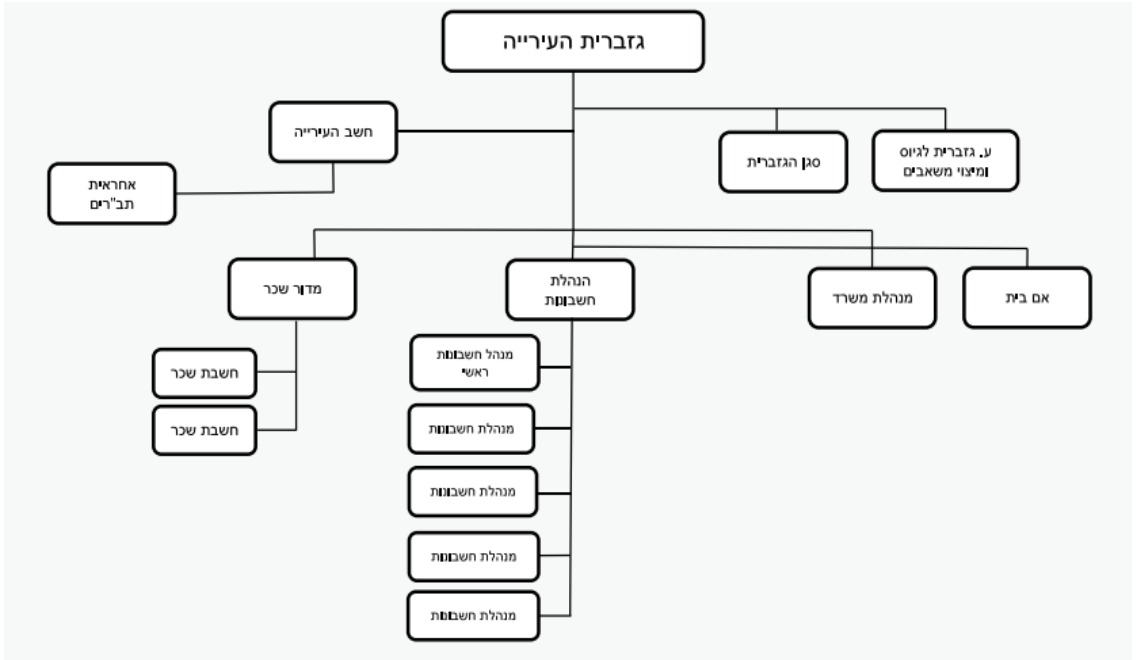 גזברית העירייה
חשב העירייה
סגן הגזברית
ע. גזברית לגיוס
ומיצוי משאבים
אחראית
תב"רים
מדור שכר
הנהלת
חשבונות
מנהלת משרד
אם בית
חשבת שכר
חשבת שכר
מנהל חשבונות
ראשי
מנהלת חשבונות
מנהלת חשבונות
מנהלת חשבונות
מנהלת חשבונות